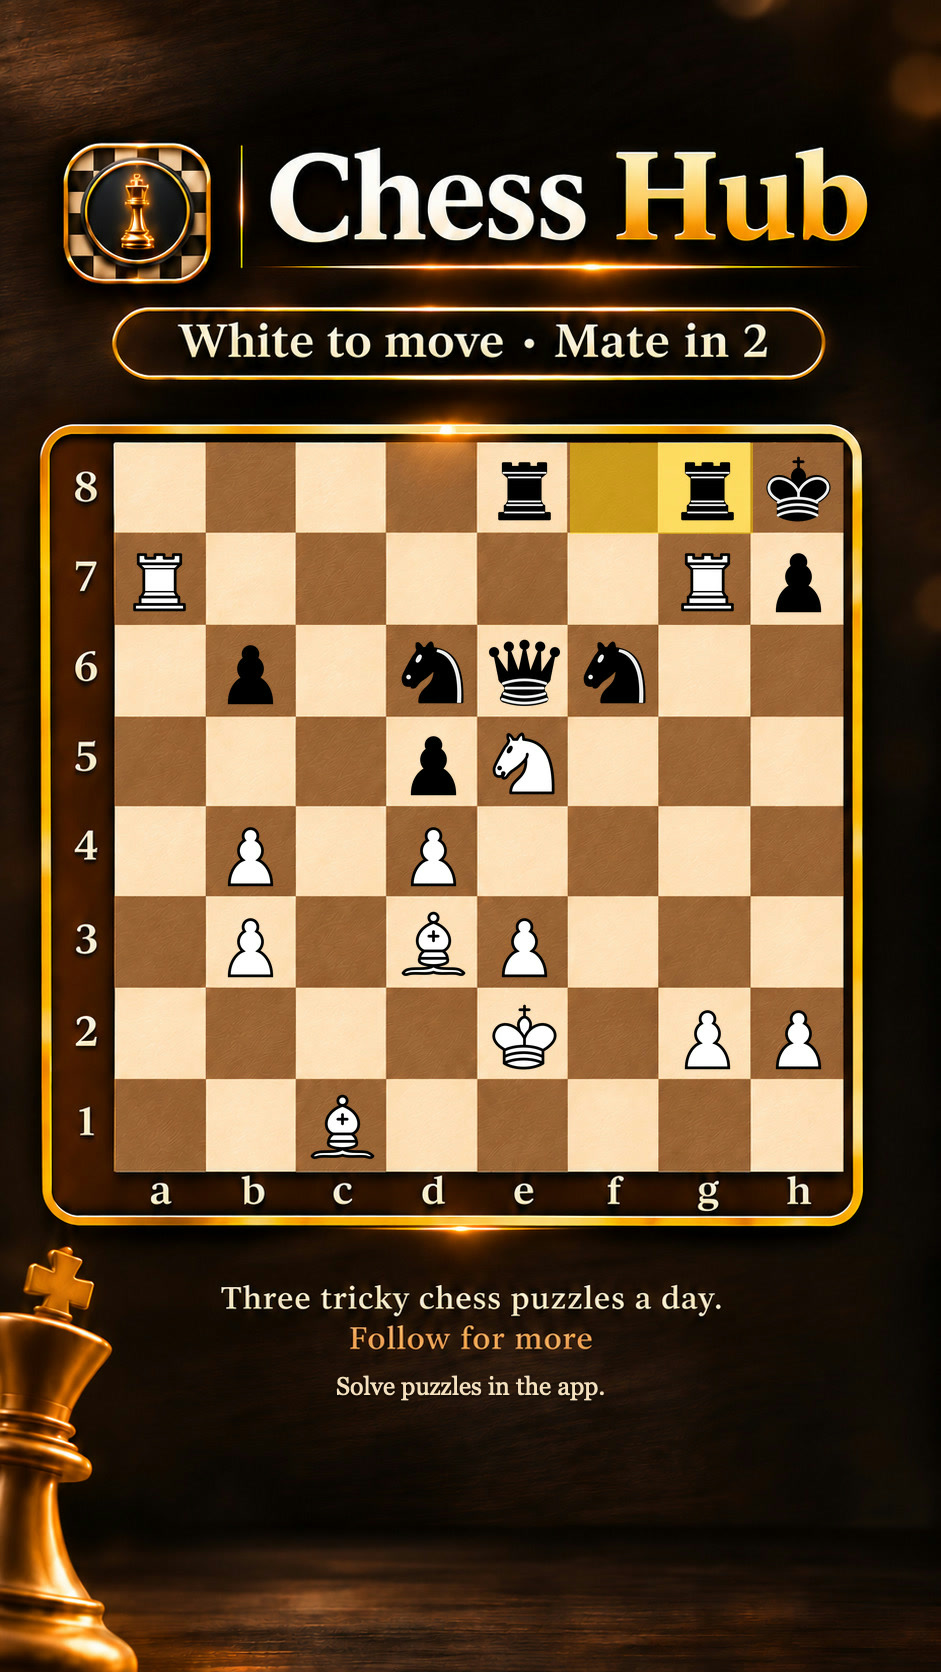 Chess Hub
White to move • Mate in 2
8
7
6
5
4
3
2
1
a b c d e f g h
Three tricky chess puzzles a day.
Follow for more
Solve puzzles in the app.